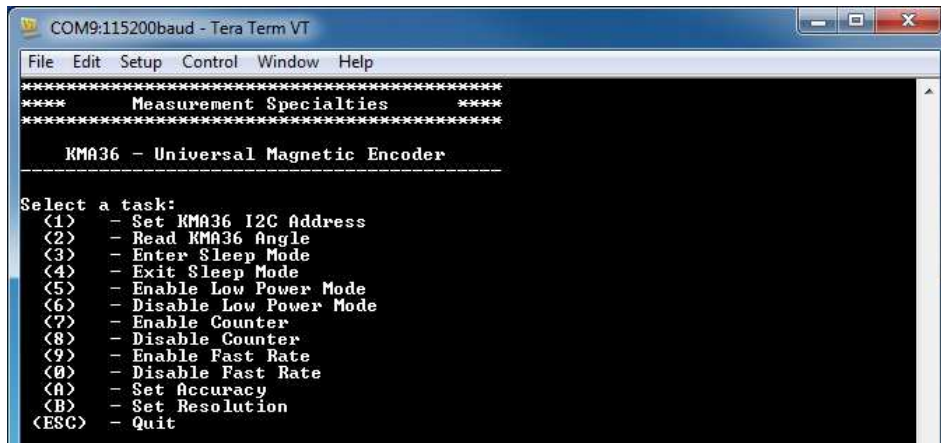 COM9:115200baud - Tera Term VT
File Edit Setup Control Window Help
*******************************************
**** Measurement Specialties ****
*******************************************
KMA36 - Universal Magnetic Encoder
-------------------------------------------
Select a task:
(1) - Set KMA36 I2C Address
(2) - Read KMA36 Angle
(3) - Enter Sleep Mode
(4) - Exit Sleep Mode
(5) - Enable Low Power Mode
(6) - Disable Low Power Mode
(7) - Enable Counter
(8) - Disable Counter
(9) - Enable Fast Rate
(0) - Disable Fast Rate
(A) - Set Accuracy
(B) - Set Resolution
(ESC) - Quit